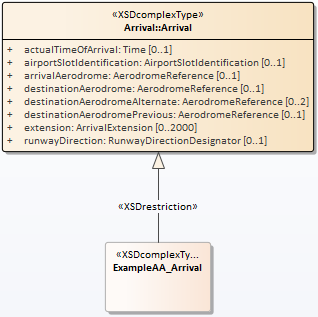 «XSDcomplexType»
Arrival::Arrival
+ actualTimeOfArrival: Time [0..1]
+ airportSlotIdentification: AirportSlotIdentification [0..1]
+ arrivalAerodrome: AerodromeReference [0..1]
+ destinationAerodrome: AerodromeReference [0..1]
+ destinationAerodromeAlternate: AerodromeReference [0..2]
+ destinationAerodromePrevious: AerodromeReference [0..1]
+ extension: ArrivalExtension [0..2000]
+ runwayDirection: RunwayDirectionDesignator [0..1]
«XSDrestriction»
«XSDcomplexTy...
ExampleAA_Arrival